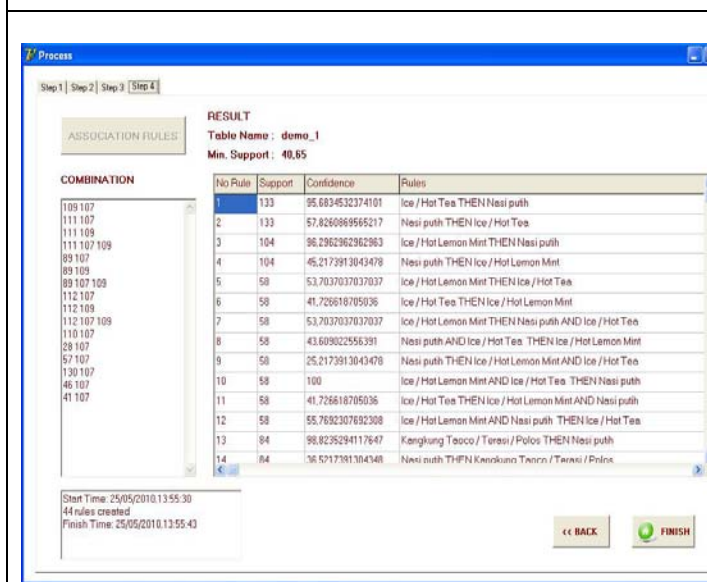 Process
Step 1 Step 2 Step 3 Step 4
ASSOCIATION RULES
RESULT
Table Name : demo_1
Min. Support : 40,65
COMBINATION
109 107
111 107
111 109
111 107 109
89 107
89 109
89 107 109
112 107
112 109
112 107 109
110 107
28 107
57 107
130 107
46 107
41 107
No Rule Support Confidence Rules
1 133 95,6834532374101 Ice / Hot Tea THEN Nasi putih
2 133 57,8260869565217 Nasi putih THEN Ice / Hot Tea
3 104 96,2962962962963 Ice / Hot Lemon Mint THEN Nasi putih
4 104 45,2173913043478 Nasi putih THEN Ice / Hot Lemon Mint
5 58 53,7037037037037 Ice / Hot Lemon Mint THEN Ice / Hot Tea
6 58 41,726618705036 Ice / Hot Tea THEN Ice / Hot Lemon Mint
7 58 53,7037037037037 Ice / Hot Lemon Mint THEN Nasi putih AND Ice / Hot Tea
8 58 43,609022556391 Nasi putih AND Ice / Hot Tea THEN Ice / Hot Lemon Mint
9 58 25,2173913043478 Nasi putih THEN Ice / Hot Lemon Mint AND Ice / Hot Tea
10 58 100 Ice / Hot Lemon Mint AND Ice / Hot Tea THEN Nasi putih
11 58 41,726618705036 Ice / Hot Tea THEN Ice / Hot Lemon Mint AND Nasi putih
12 58 55,7692307692308 Ice / Hot Lemon Mint AND Nasi putih THEN Ice / Hot Tea
13 84 98,8235294117647 Kangkung Taoco / Terasi / Polos THEN Nasi putih
14 84 36,5217391304348 Nasi putih THEN Kangkung Taoco / Terasi / Polos
Start Time: 25/05/2010,13:55:30
44 rules created
Finish Time: 25/05/2010,13:55:43
<< BACK
FINISH